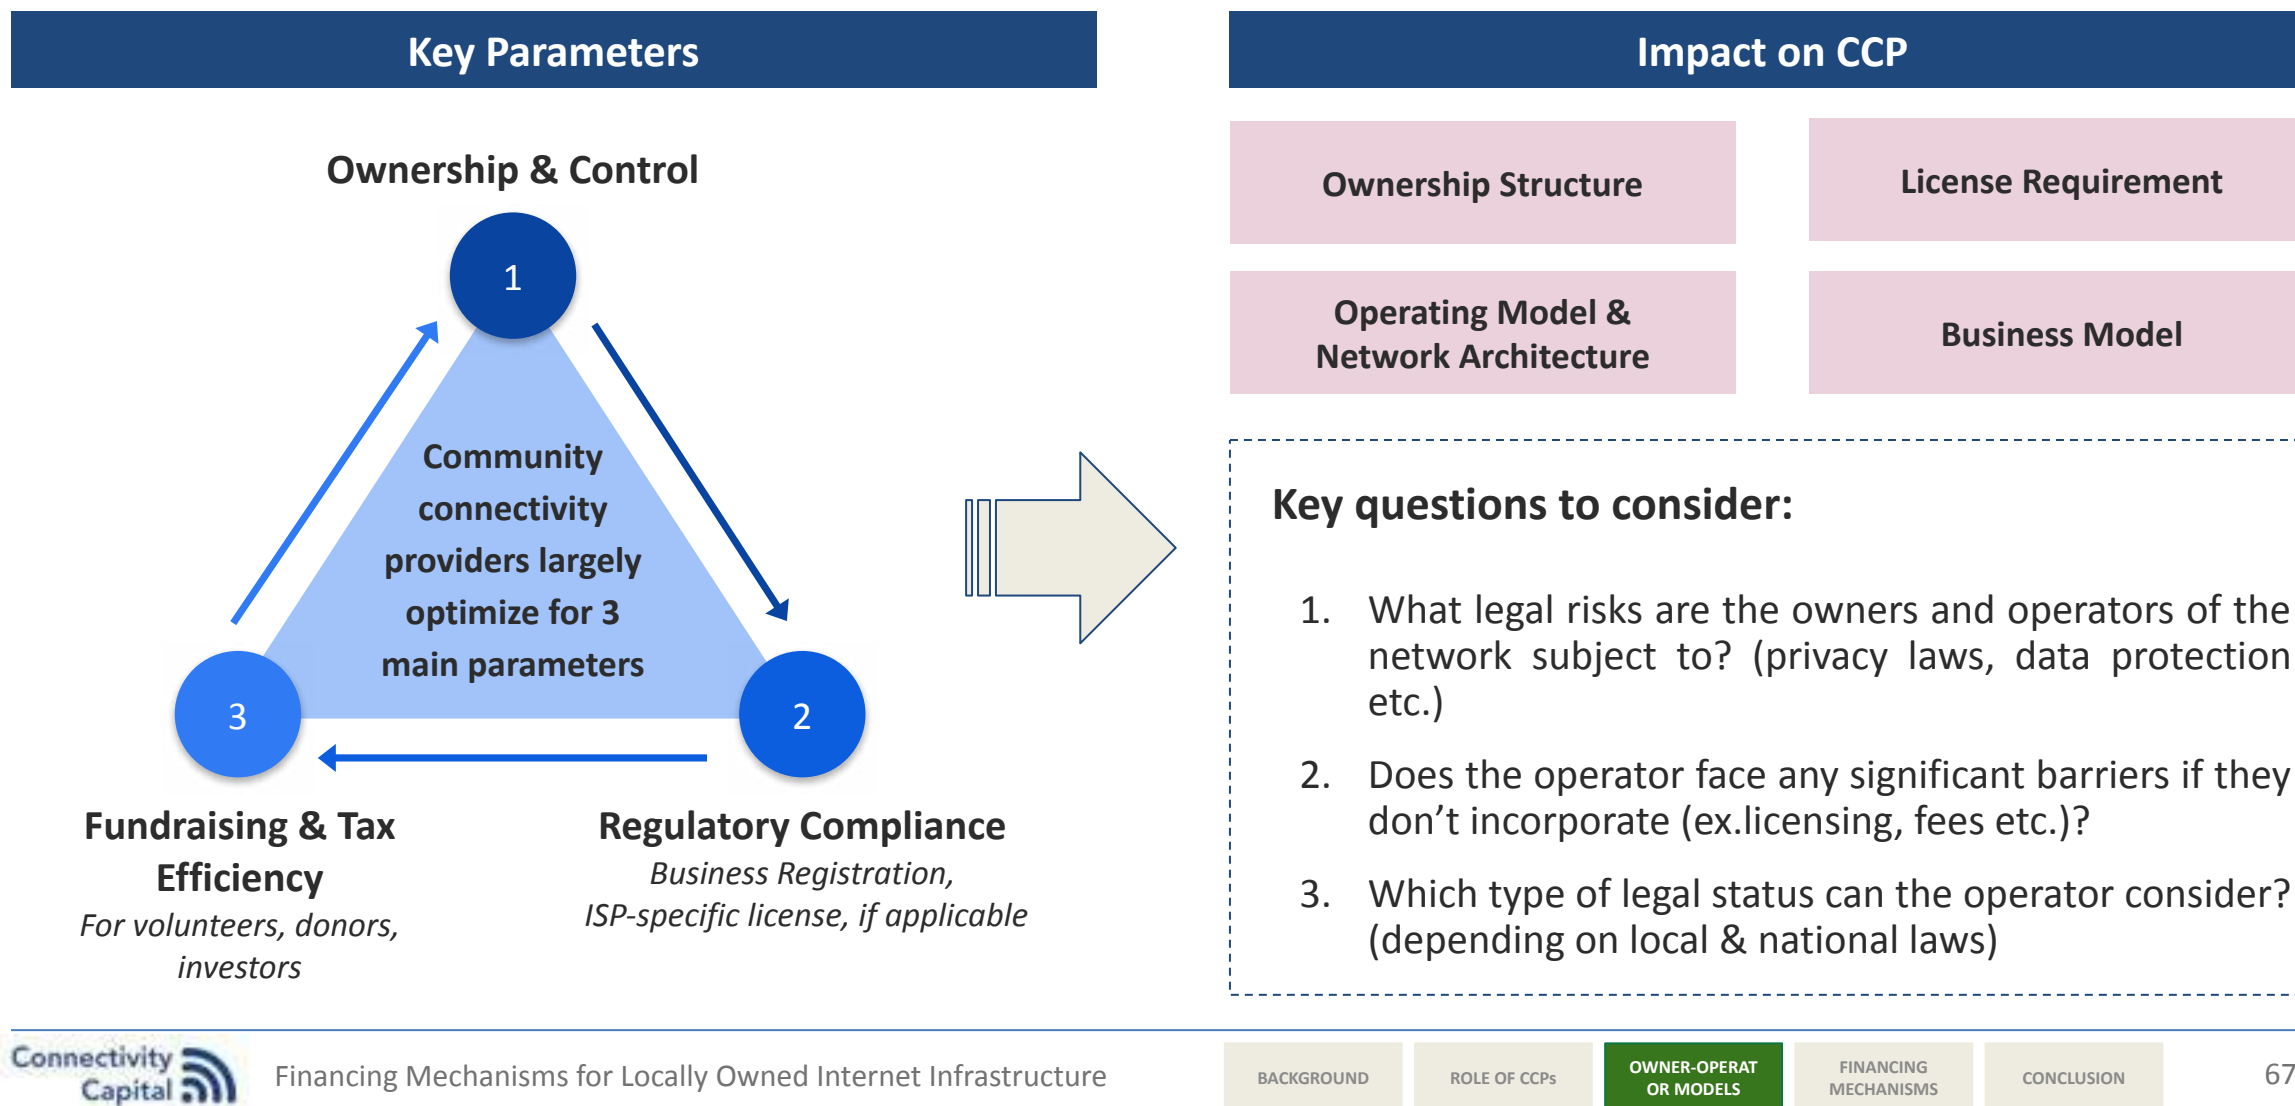 Key Parameters
Ownership & Control
1
Community
connectivity
providers largely
optimize for 3
main parameters
3
2
Fundraising & Tax
Efficiency
For volunteers, donors,
investors
Regulatory Compliance
Business Registration,
ISP-specific license, if applicable
Impact on CCP
Ownership Structure
License Requirement
Operating Model &
Network Architecture
Business Model
Key questions to consider:
1. What legal risks are the owners and operators of the
network subject to? (privacy laws, data protection
etc.)
2. Does the operator face any significant barriers if they
don't incorporate (ex.licensing, fees etc.)?
3. Which type of legal status can the operator consider?
(depending on local & national laws)
Connectivity
Capital
Financing Mechanisms for Locally Owned Internet Infrastructure
BACKGROUND
ROLE OF CCPs
OWNER-OPERAT
OR MODELS
FINANCING
MECHANISMS
CONCLUSION
67